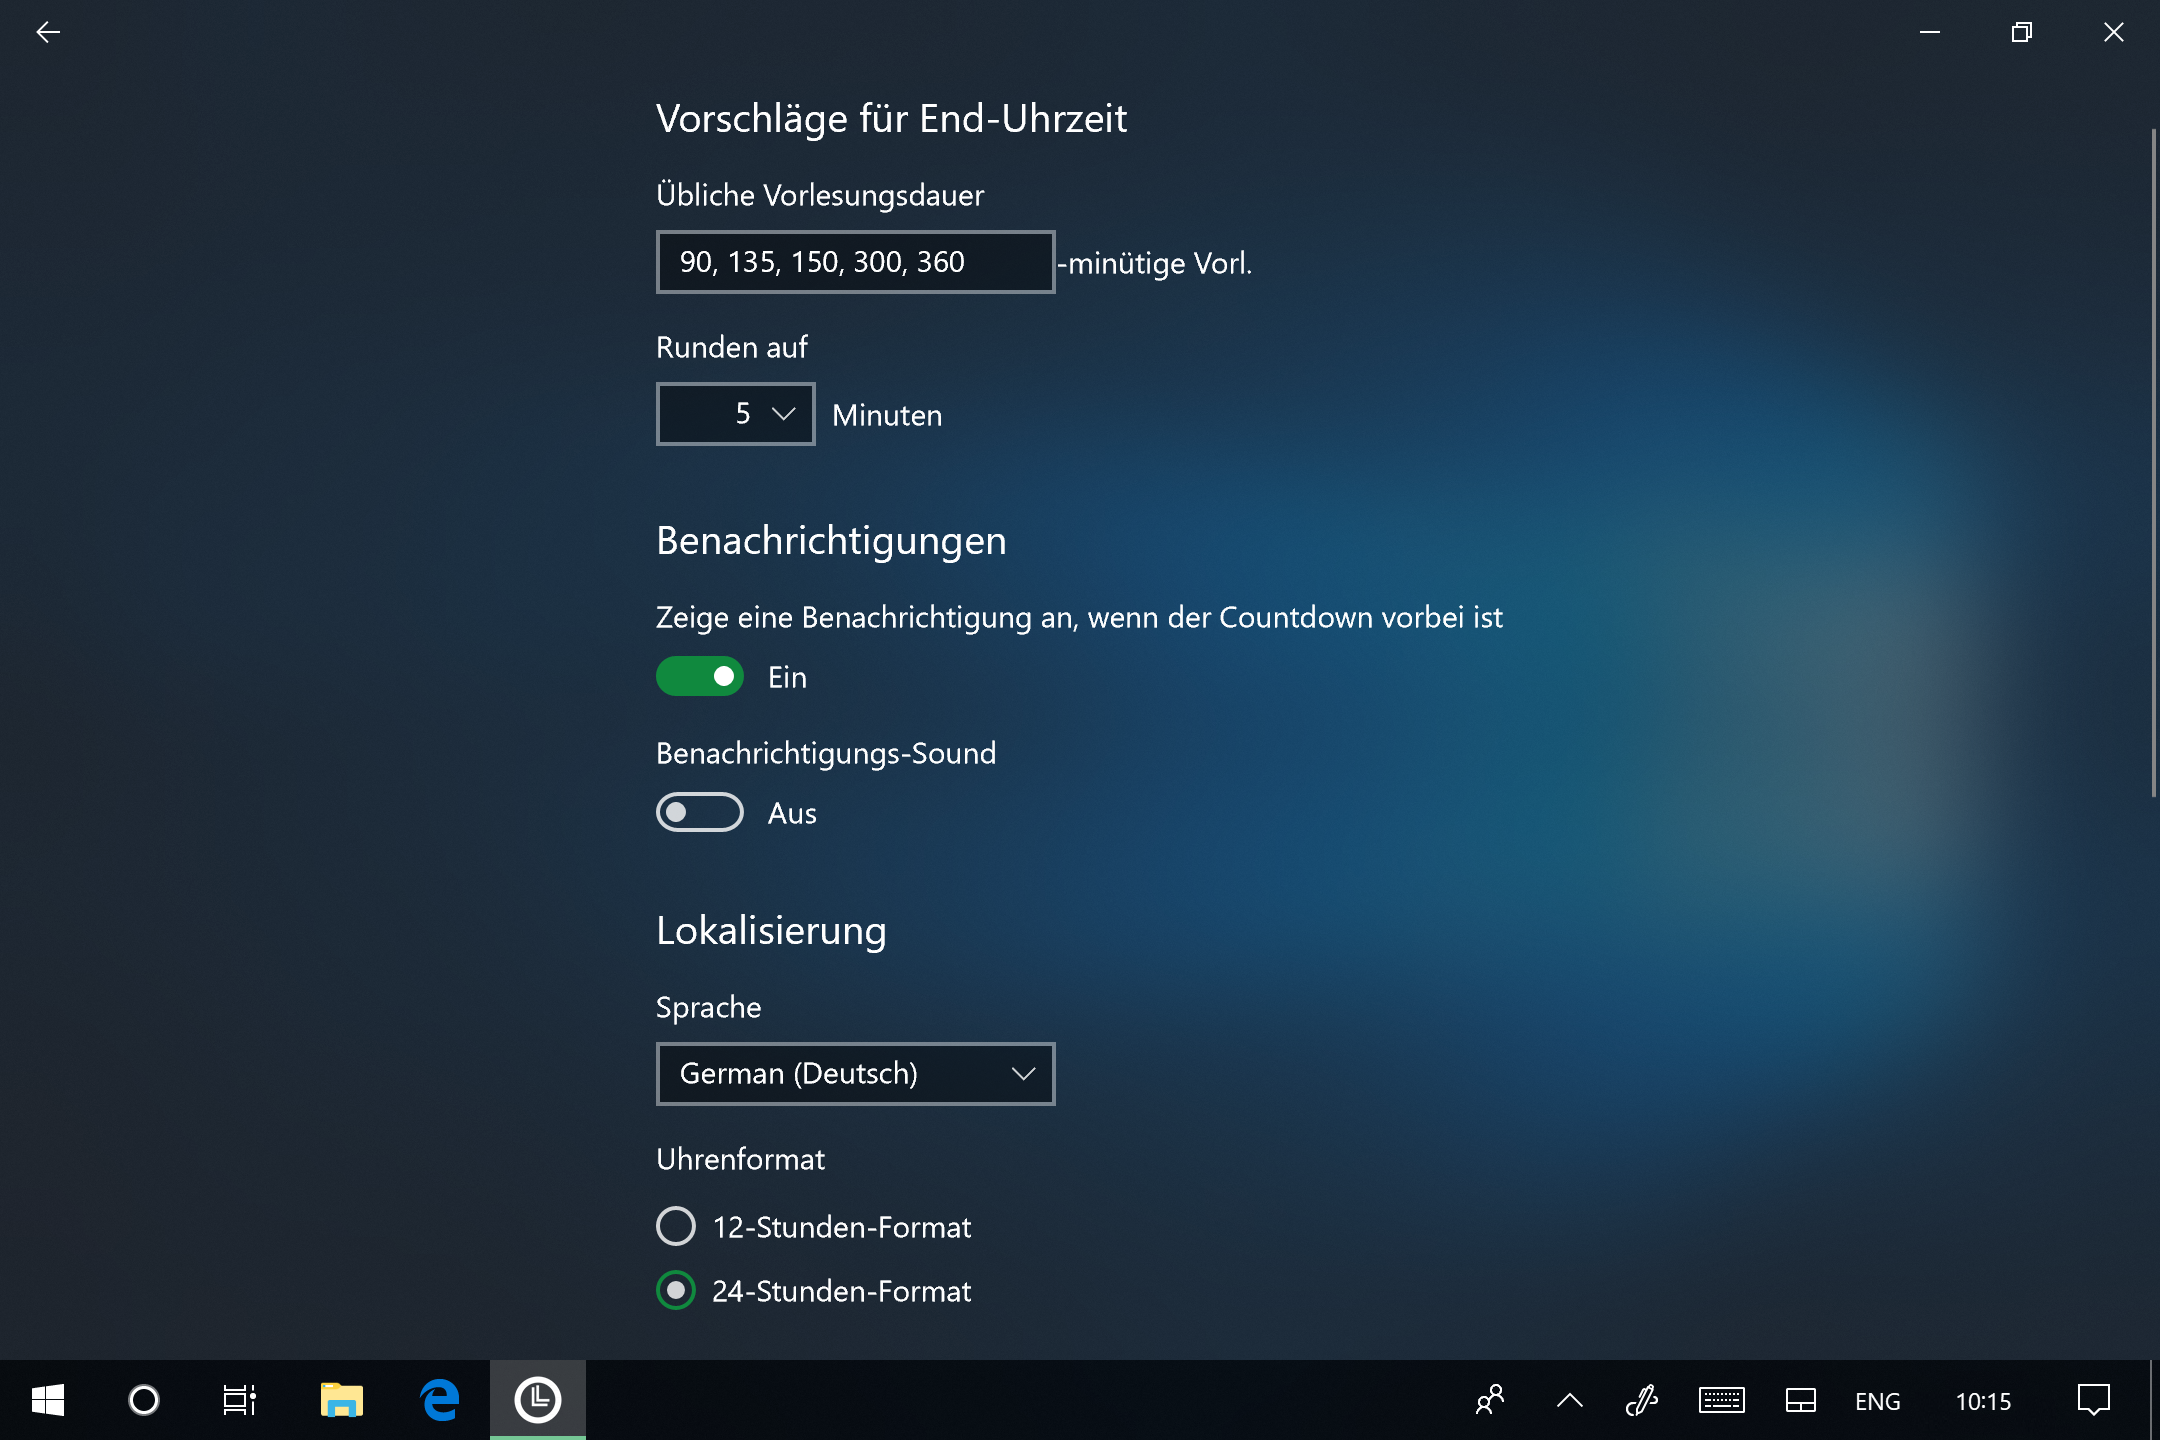 Vorschläge für End-Uhrzeit
Übliche Vorlesungsdauer
90, 135, 150, 300, 360 -minütige Vorl.
Runden auf
5 Minuten
Benachrichtigungen
Zeige eine Benachrichtigung an, wenn der Countdown vorbei ist
Ein
Benachrichtigungs-Sound
Aus
Lokalisierung
Sprache
German (Deutsch)
Uhrenformat
12-Stunden-Format
24-Stunden-Format
ENG 10:15